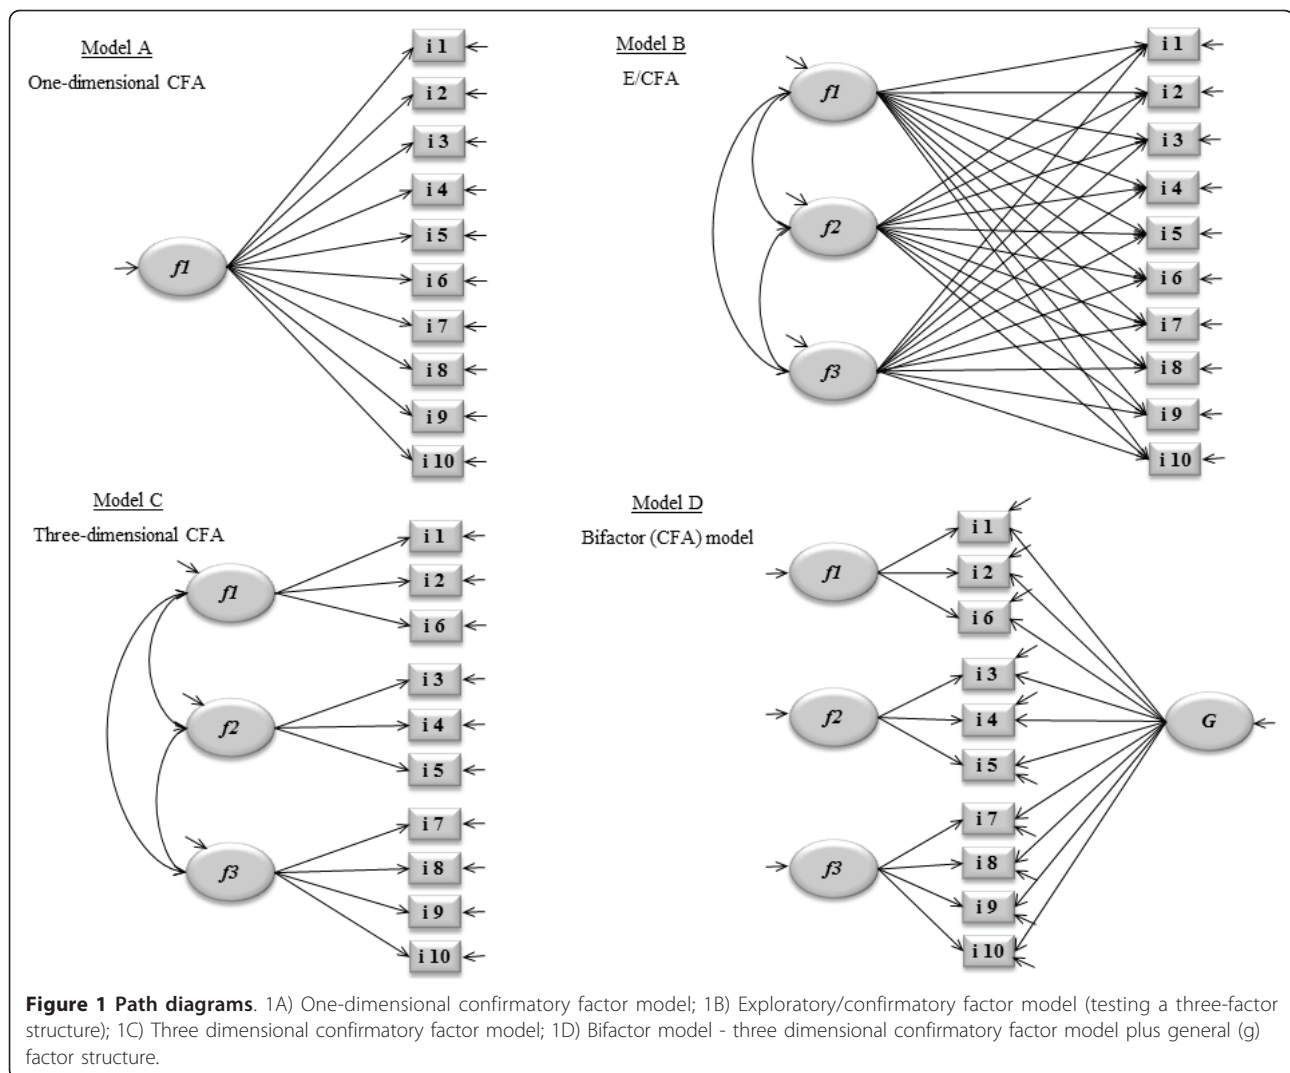 Model A
One-dimensional CFA
f1
i 1
i 2
i 3
i 4
i 5
i 6
i 7
i 8
i 9
i 10
Model B
E/CFA
f1
f2
f3
i 1
i 2
i 3
i 4
i 5
i 6
i 7
i 8
i 9
i 10
Model C
Three-dimensional CFA
f1
f2
f3
i 1
i 2
i 6
i 3
i 4
i 5
i 7
i 8
i 9
i 10
Model D
Bifactor (CFA) model
f1
f2
f3
i 1
i 2
i 6
i 3
i 4
i 5
i 7
i 8
i 9
i 10
G
Figure 1 Path diagrams. 1A) One-dimensional confirmatory factor model; 1B) Exploratory/confirmatory factor model (testing a three-factor
structure); 1C) Three dimensional confirmatory factor model; 1D) Bifactor model - three dimensional confirmatory factor model plus general (g)
factor structure.